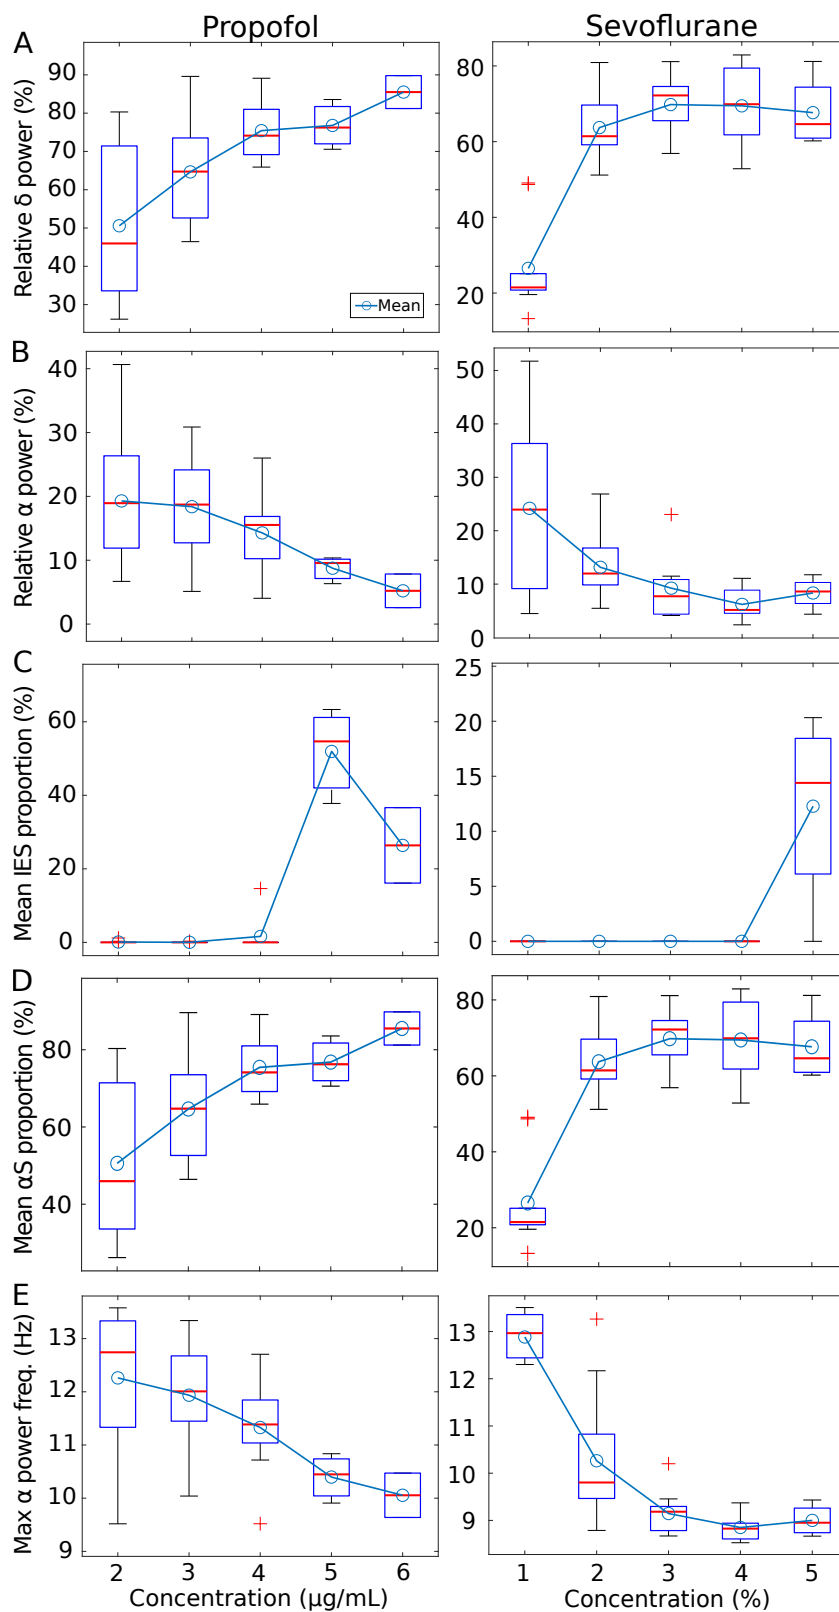 Propofol
Sevoflurane
A
Relative δ power (%)
90
80
70
60
50
40
30
Mean
80
60
40
20
B
Relative α power (%)
40
30
20
10
0
50
40
30
20
10
0
C
Mean IES proportion (%)
60
40
20
0
25
20
15
10
5
0
D
Mean αS proportion (%)
80
60
40
80
60
40
20
E
Max α power freq. (Hz)
13
12
11
10
9
13
12
11
10
9
2 3 4 5 6
1 2 3 4 5
Concentration (μg/mL)
Concentration (%)